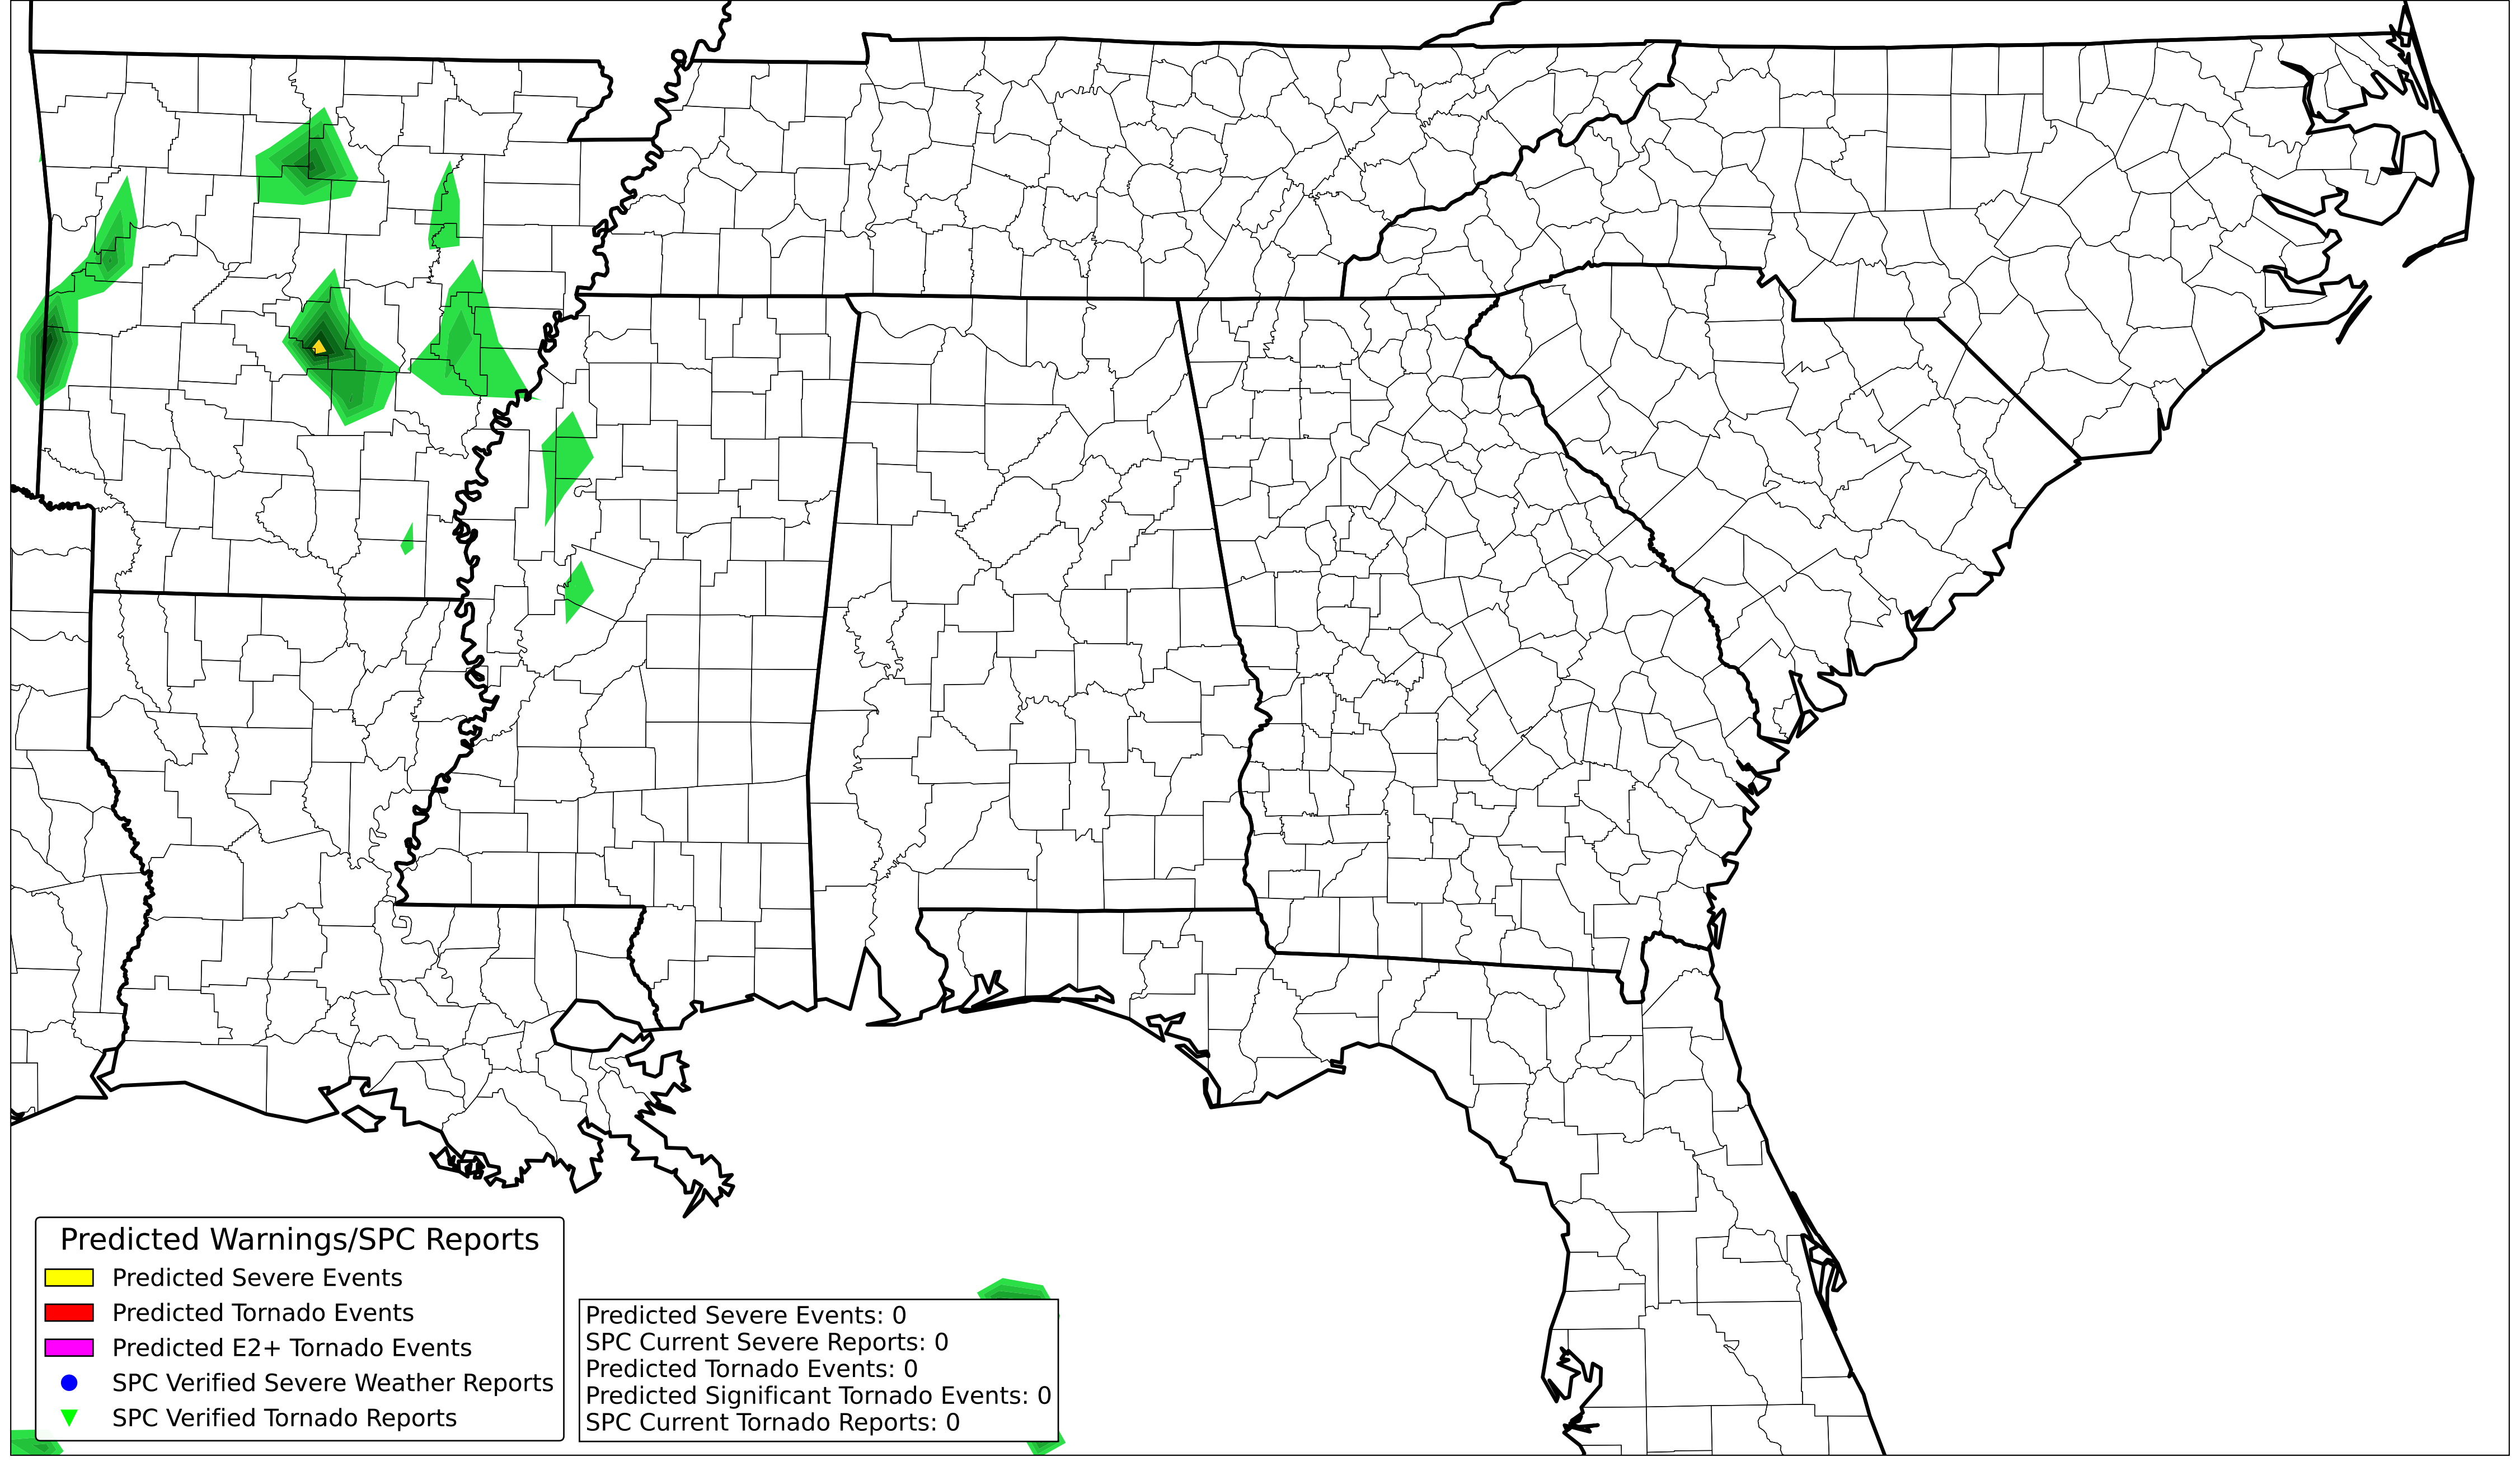 Predicted Warnings/SPC Reports
Predicted Severe Events
Predicted Tornado Events
Predicted E2+ Tornado Events
SPC Verified Severe Weather Reports
SPC Verified Tornado Reports
Predicted Severe Events: 0
SPC Current Severe Reports: 0
Predicted Tornado Events: 0
Predicted Significant Tornado Events: 0
SPC Current Tornado Reports: 0